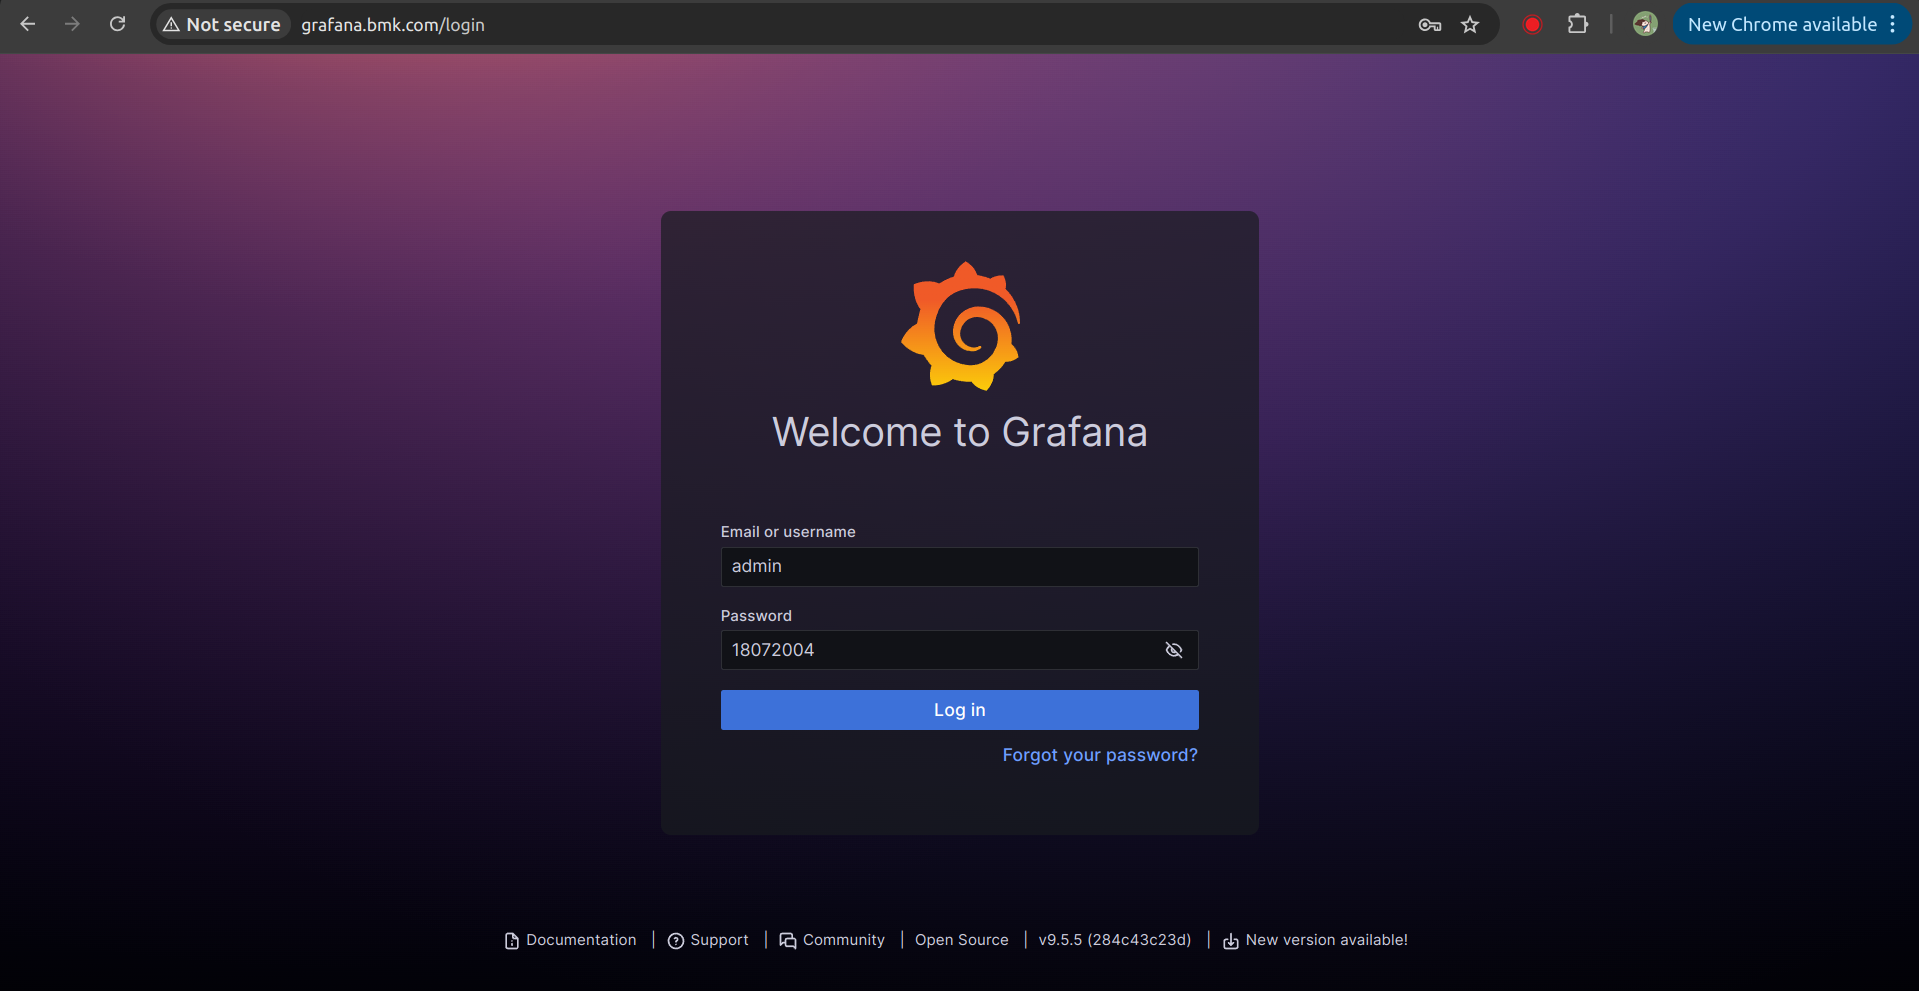 Not secure grafana.bmk.com/login New Chrome available
Welcome to Grafana
Email or username
admin
Password
18072004
Log in
Forgot your password?
Documentation | Support | Community | Open Source | v9.5.5 (284c43c23d) | New version available!